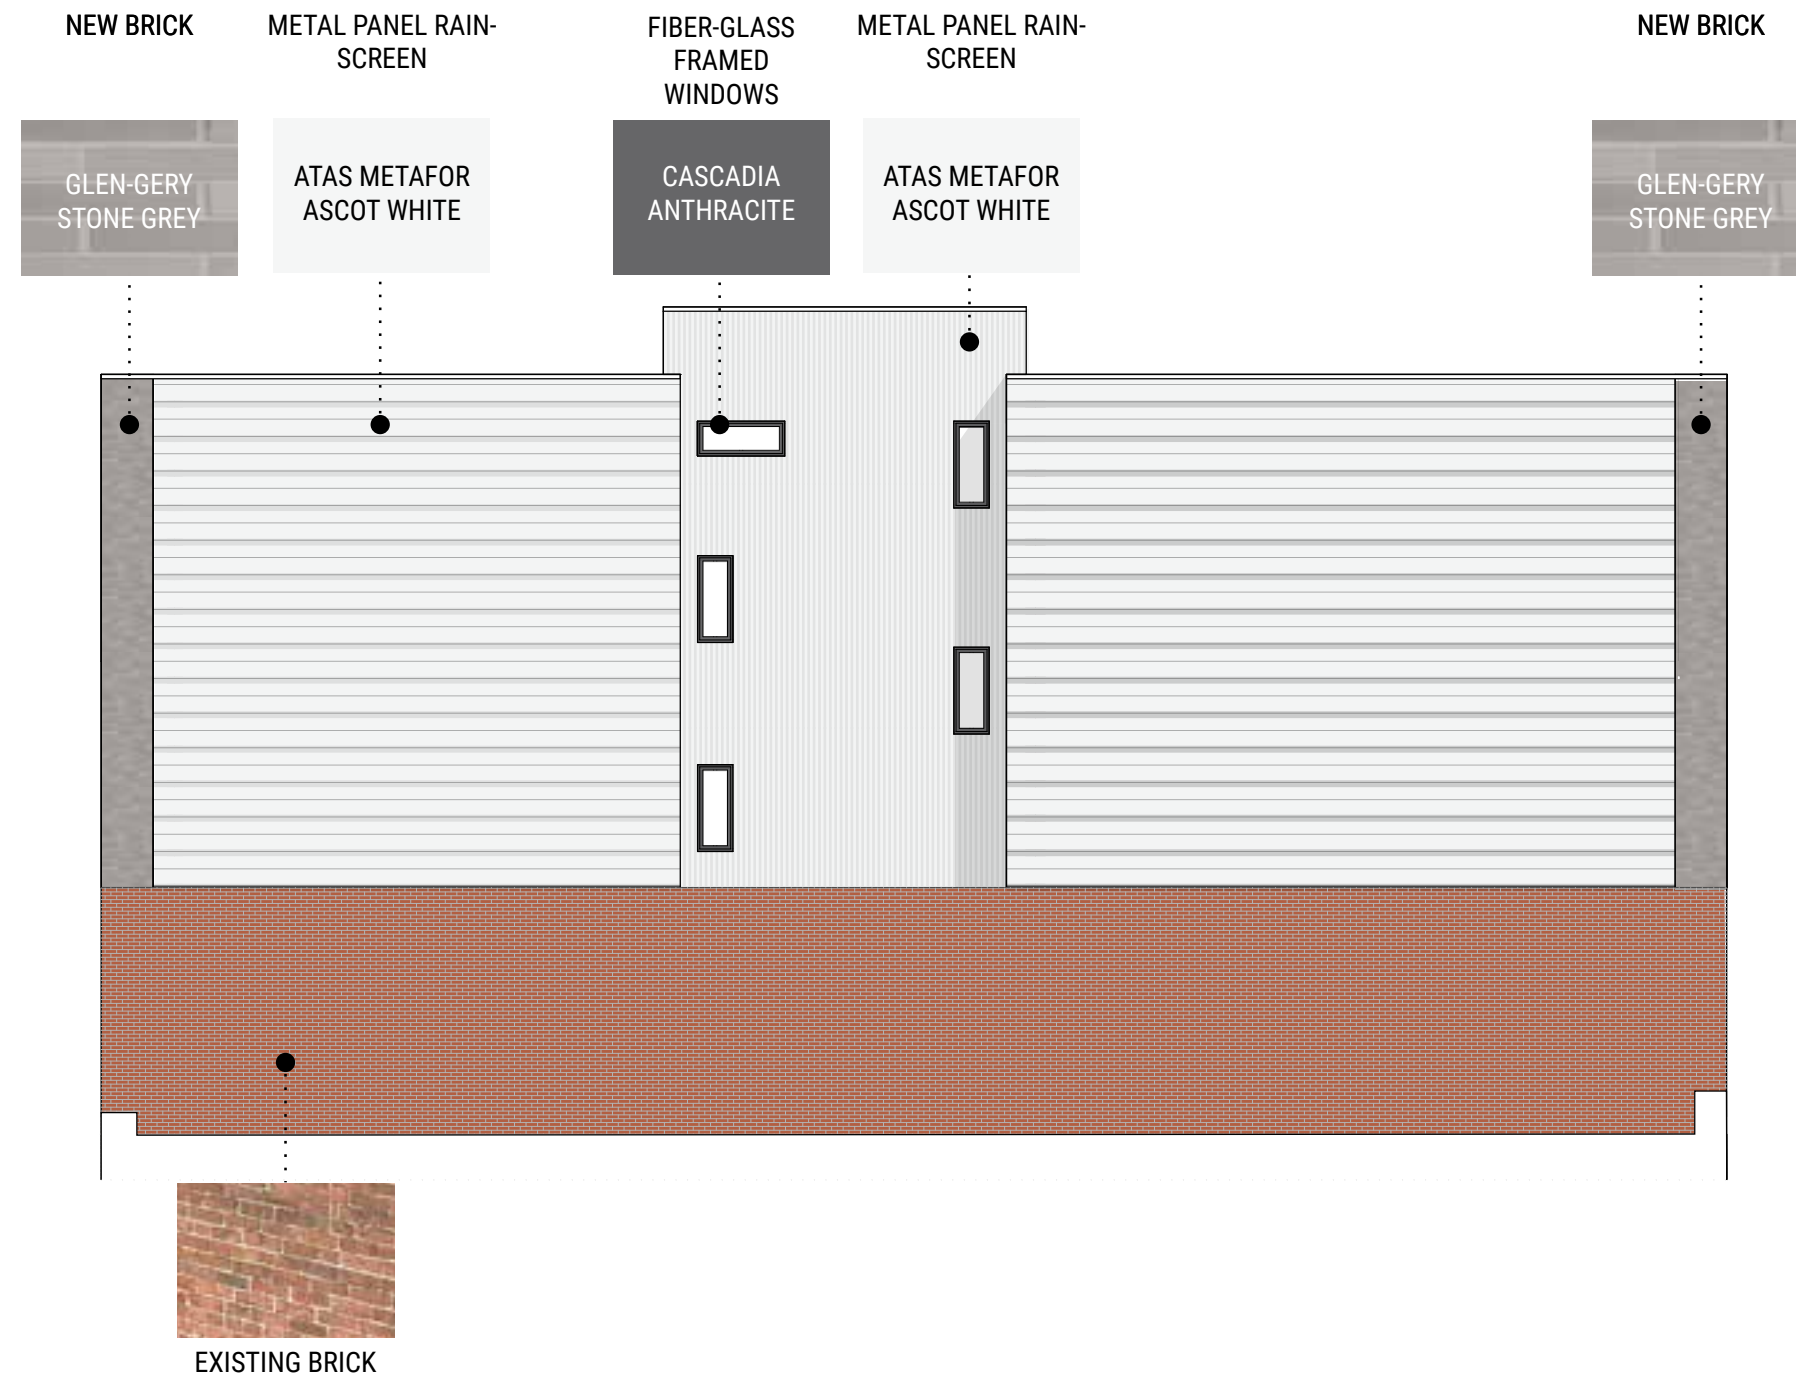 NEW BRICK
METAL PANEL RAIN-
SCREEN
FIBER-GLASS
FRAMED
WINDOWS
METAL PANEL RAIN-
SCREEN
NEW BRICK
GLEN-GERY
STONE GREY
ATAS METAFOR
ASCOT WHITE
CASCADIA
ANTHRACITE
ATAS METAFOR
ASCOT WHITE
GLEN-GERY
STONE GREY
EXISTING BRICK